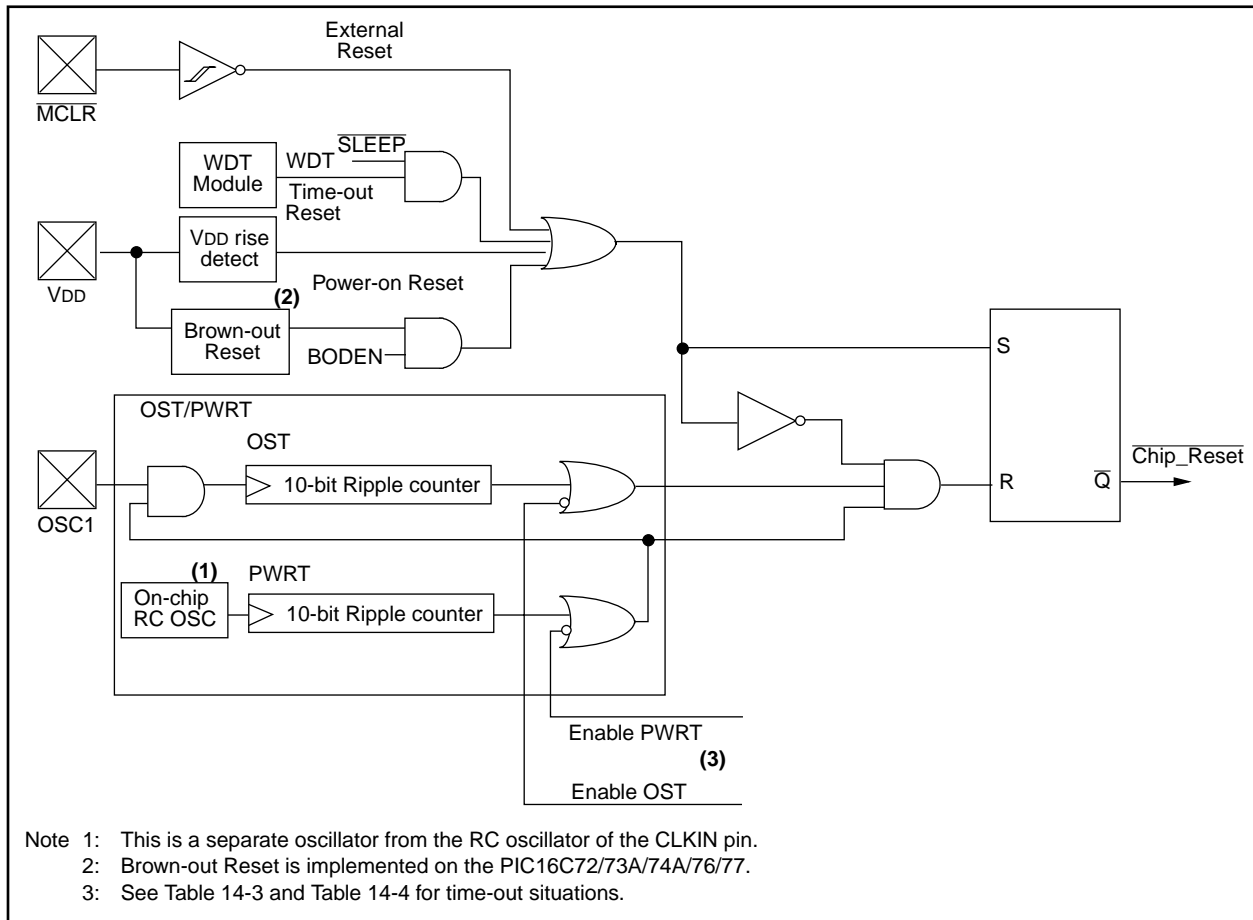 External
Reset
MCLR
SLEEP
WDT
Module
WDT
Time-out
Reset
VDD rise
detect
VDD
Power-on Reset
(2)
Brown-out
Reset
BODEN
S
OST/PWRT
OST
10-bit Ripple counter
Chip_Reset
R
Q
OSC1
(1)
PWRT
On-chip
RC OSC
10-bit Ripple counter
Enable PWRT
(3)
Enable OST
Note 1: This is a separate oscillator from the RC oscillator of the CLKIN pin.
2: Brown-out Reset is implemented on the PIC16C72/73A/74A/76/77.
3: See Table 14-3 and Table 14-4 for time-out situations.